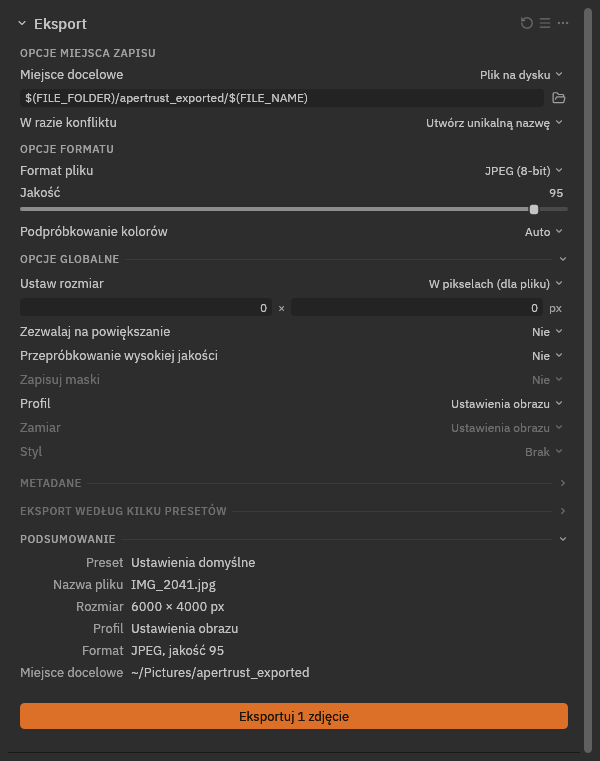 Eksport
OPCJE MIEJSCA ZAPISU
Miejsce docelowe Plik na dysku
$(FILE_FOLDER)/apertrust_exported/$(FILE_NAME)
W razie konfliktu Utwórz unikalną nazwę
OPCJE FORMATU
Format pliku JPEG (8-bit)
Jakość 95
Podpróbkowanie kolorów Auto
OPCJE GLOBALNE
Ustaw rozmiar W pikselach (dla pliku)
0 × 0 px
Zezwalaj na powiększanie Nie
Przepróbkowanie wysokiej jakości Nie
Zapisuj maski Nie
Profil Ustawienia obrazu
Zamiar Ustawienia obrazu
Styl Brak
METADANE
EKSPORT WEDŁUG KILKU PRESETÓW
PODSUMOWANIE
Preset Ustawienia domyślne
Nazwa pliku IMG_2041.jpg
Rozmiar 6000 × 4000 px
Profil Ustawienia obrazu
Format JPEG, jakość 95
Miejsce docelowe ~/Pictures/apertrust_exported
Eksportuj 1 zdjęcie